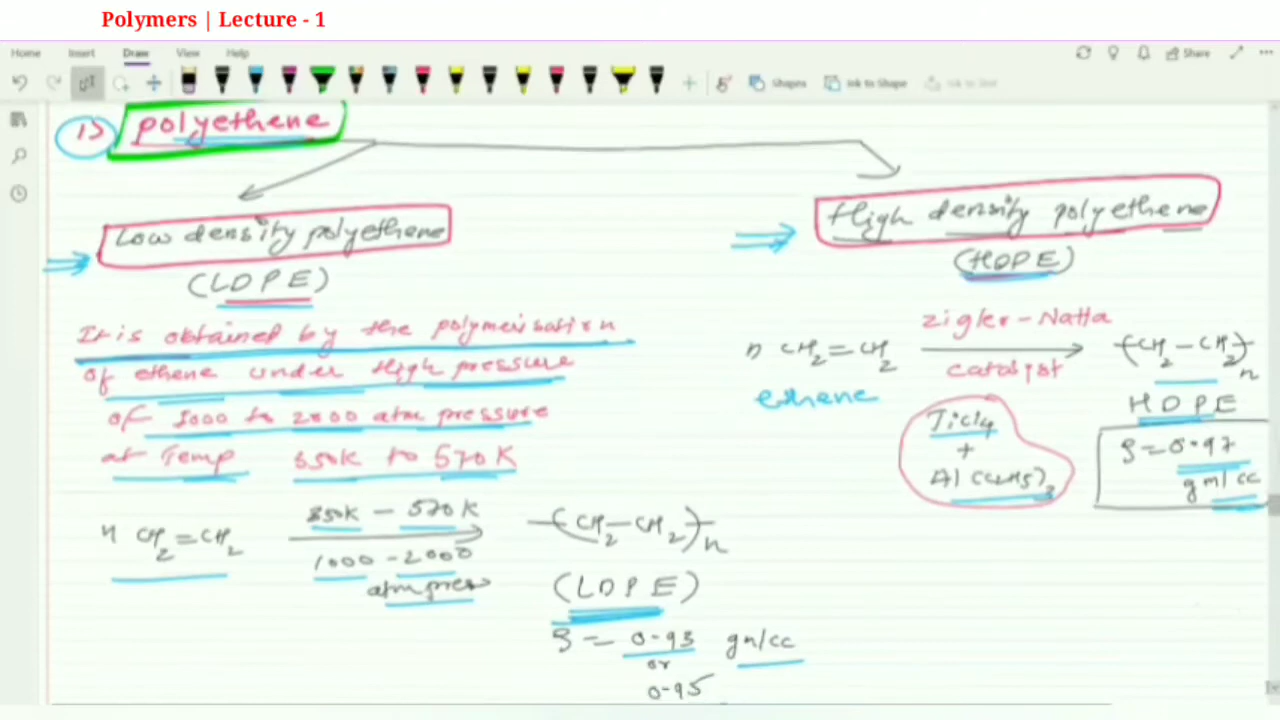 Polymers | Lecture - 1
Home Insert Draw View Help
Share
Shapes Ink to Shape Ink to Text
1) polyethene
Low density polyethene
(LDPE)
It is obtained by the polymerisation
of ethene under High pressure
of 1000 to 2000 atm pressure
at Temp 350K to 570K
n CH2=CH2
350K - 570K
1000 - 2000
atm pres
-(CH2-CH2)n
(LDPE)
ρ = 0.93 gm/cc
or
0.95
High density polyethene
(HDPE)
n CH2=CH2
ethene
zigler-Natta
catalyst
TiCl4
+
Al(C2H5)3
-(CH2-CH2)n
HDPE
ρ=0.97
gm/cc